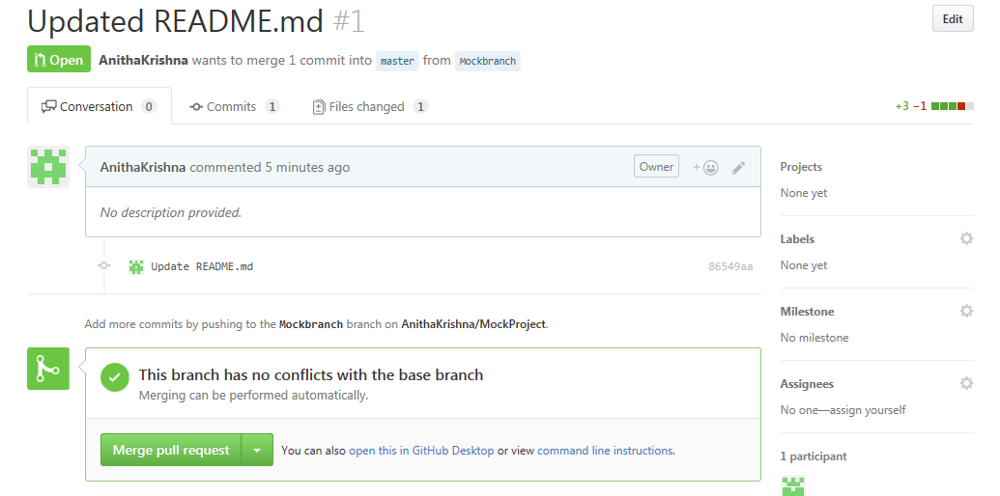 Updated README.md #1
Edit
Open AnithaKrishna wants to merge 1 commit into master from Mockbranch
Conversation 0 Commits 1 Files changed 1 +3 −1
AnithaKrishna commented 5 minutes ago Owner +
No description provided.
Update README.md 86549aa
Add more commits by pushing to the Mockbranch branch on AnithaKrishna/MockProject.
This branch has no conflicts with the base branch
Merging can be performed automatically.
Merge pull request You can also open this in GitHub Desktop or view command line instructions.
Projects
None yet
Labels
None yet
Milestone
No milestone
Assignees
No one—assign yourself
1 participant